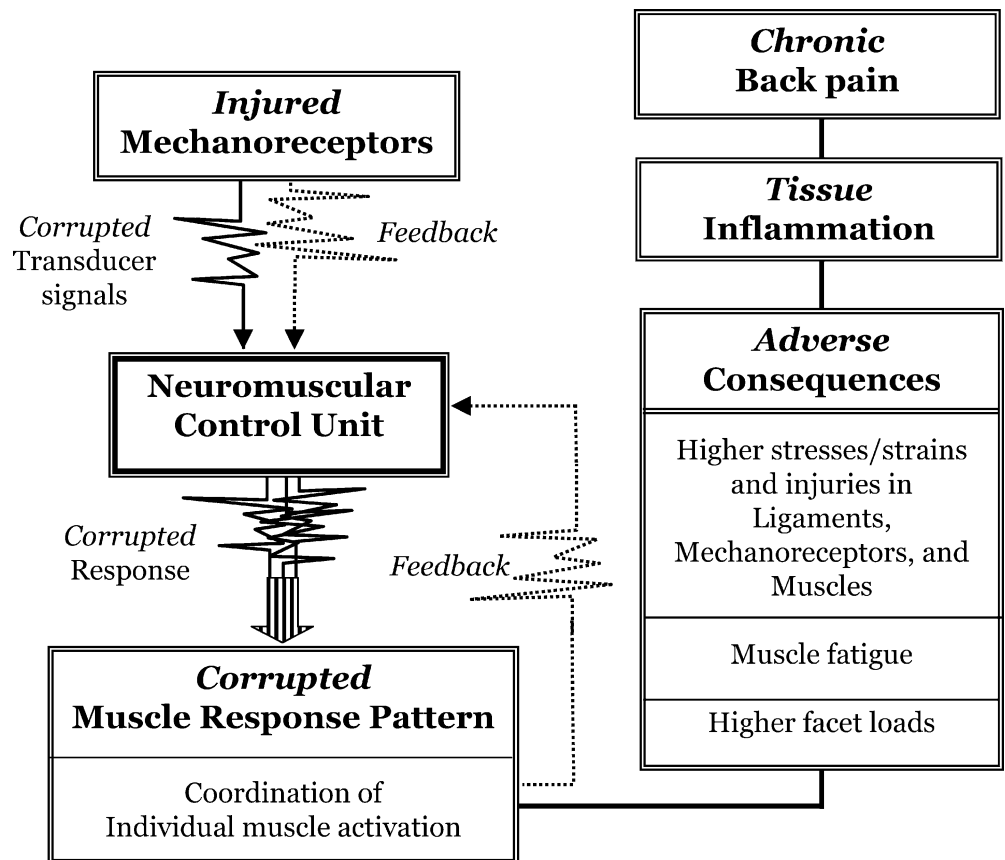 Injured
Mechanoreceptors
Corrupted
Transducer
signals
Feedback
Neuromuscular
Control Unit
Corrupted
Response
Feedback
Corrupted
Muscle Response Pattern
Coordination of
Individual muscle activation
Chronic
Back pain
Tissue
Inflammation
Adverse
Consequences
Higher stresses/strains
and injuries in
Ligaments,
Mechanoreceptors, and
Muscles
Muscle fatigue
Higher facet loads